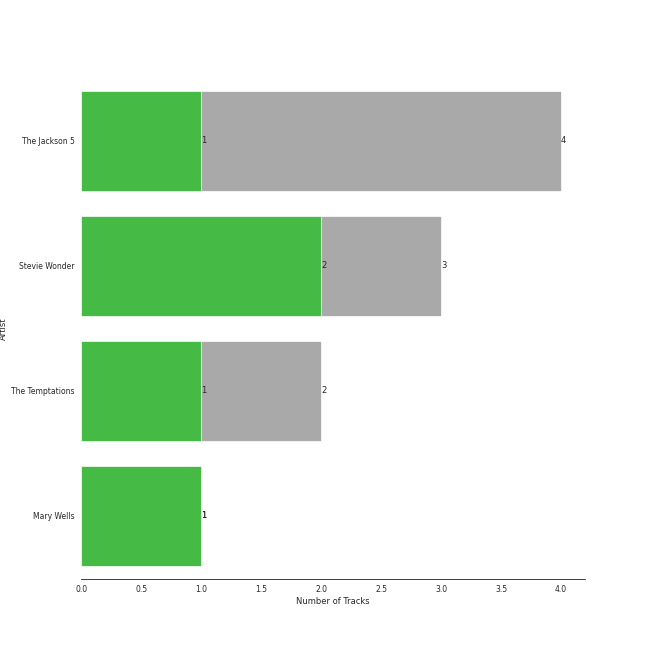 The Jackson 5
1
4
Stevie Wonder
2
3
Artist
The Temptations
1
2
Mary Wells
1
0.0 0.5 1.0 1.5 2.0 2.5 3.0 3.5 4.0
Number of Tracks